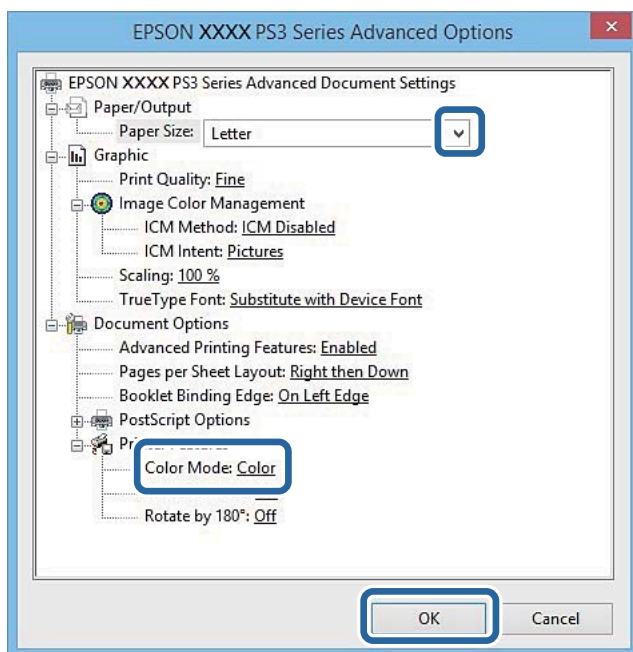 EPSON XXXX PS3 Series Advanced Options
EPSON XXXX PS3 Series Advanced Document Settings
Paper/Output
Paper Size: Letter
Graphic
Print Quality: Fine
Image Color Management
ICM Method: ICM Disabled
ICM Intent: Pictures
Scaling: 100 %
TrueType Font: Substitute with Device Font
Document Options
Advanced Printing Features: Enabled
Pages per Sheet Layout: Right then Down
Booklet Binding Edge: On Left Edge
PostScript Options
Color Mode: Color
Rotate by 180°: Off
OK Cancel